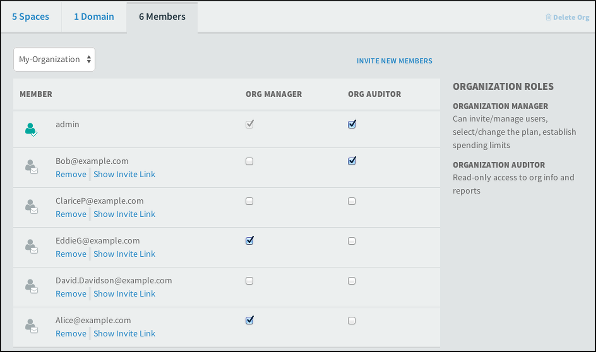 5 Spaces 1 Domain 6 Members Delete Org
My-Organization INVITE NEW MEMBERS
MEMBER ORG MANAGER ORG AUDITOR
admin
Bob@example.com
Remove Show Invite Link
ClariceP@example.com
Remove Show Invite Link
EddieG@example.com
Remove Show Invite Link
David.Davidson@example.com
Remove Show Invite Link
Alice@example.com
Remove Show Invite Link
ORGANIZATION ROLES
ORGANIZATION MANAGER
Can invite/manage users,
select/change the plan, establish
spending limits
ORGANIZATION AUDITOR
Read-only access to org info and
reports